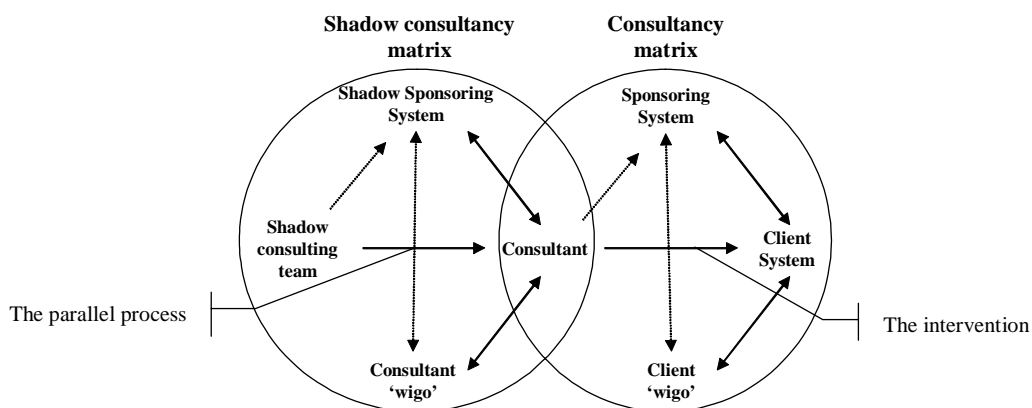 Shadow consultancy
matrix
Consultancy
matrix
Shadow Sponsoring
System
Sponsoring
System
Shadow
consulting
team
Consultant
Client
System
The parallel process
The intervention
Consultant
‘wigo’
Client
‘wigo’